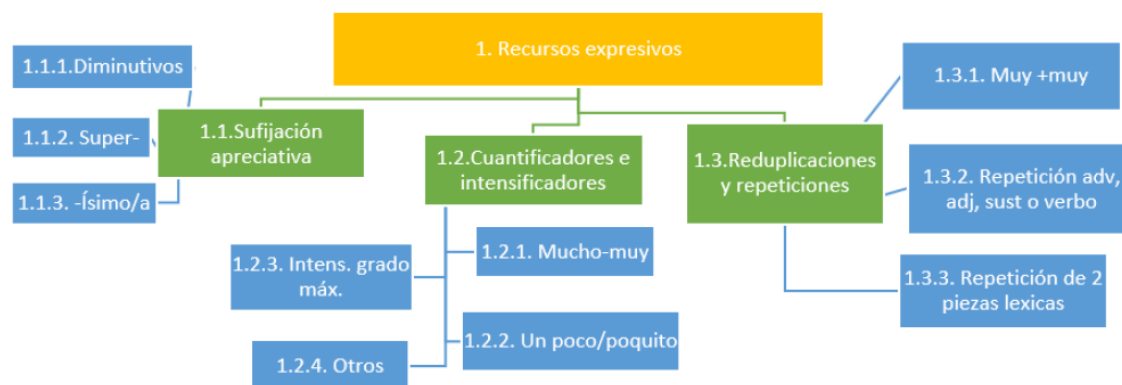 1. Recursos expresivos
1.1.Sufijación
apreciativa
1.1.1.Diminutivos
1.1.2. Super-
1.1.3. -Ísimo/a
1.2.Cuantificadores e
intensificadores
1.2.1. Mucho-muy
1.2.2. Un poco/poquito
1.2.3. Intens. grado
máx.
1.2.4. Otros
1.3.Reduplicaciones
y repeticiones
1.3.1. Muy +muy
1.3.2. Repetición adv,
adj, sust o verbo
1.3.3. Repetición de 2
piezas lexicas